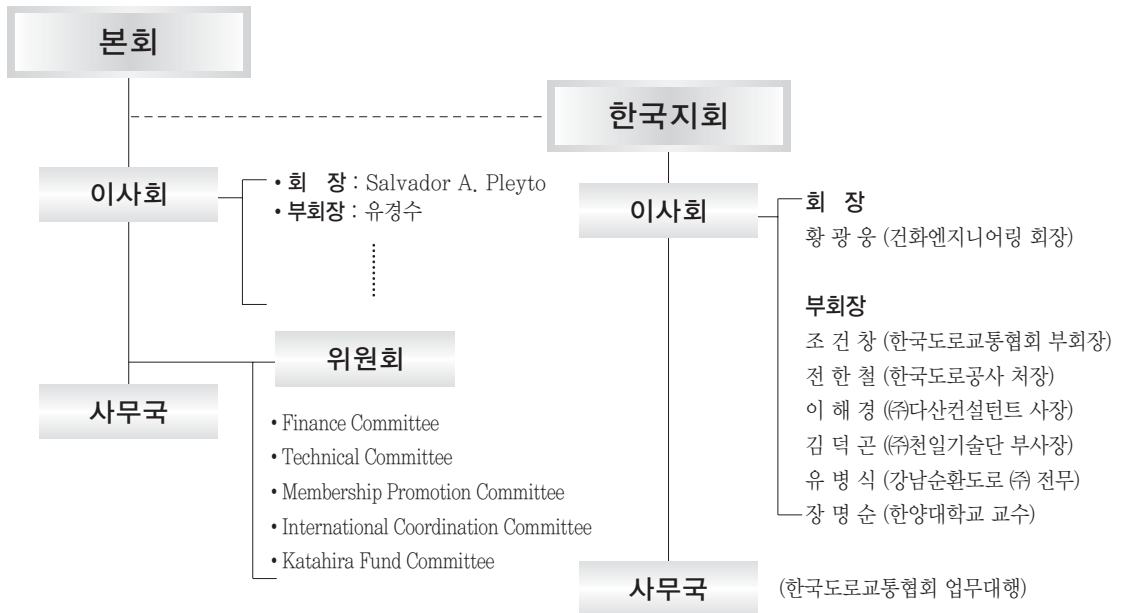 본회
이사회
• 회 장 : Salvador A. Pleyto
• 부회장 : 유경수
위원회
• Finance Committee
• Technical Committee
• Membership Promotion Committee
• International Coordination Committee
• Katahira Fund Committee
사무국
한국지회
이사회
회 장
황 광 웅 (건화엔지니어링 회장)
부회장
조 건 창 (한국도로교통협회 부회장)
전 한 철 (한국도로공사 처장)
이 해 경 (㈜다산컨설턴트 사장)
김 덕 곤 (㈜천일기술단 부사장)
유 병 식 (강남순환도로 ㈜ 전무)
장 명 순 (한양대학교 교수)
사무국 (한국도로교통협회 업무대행)